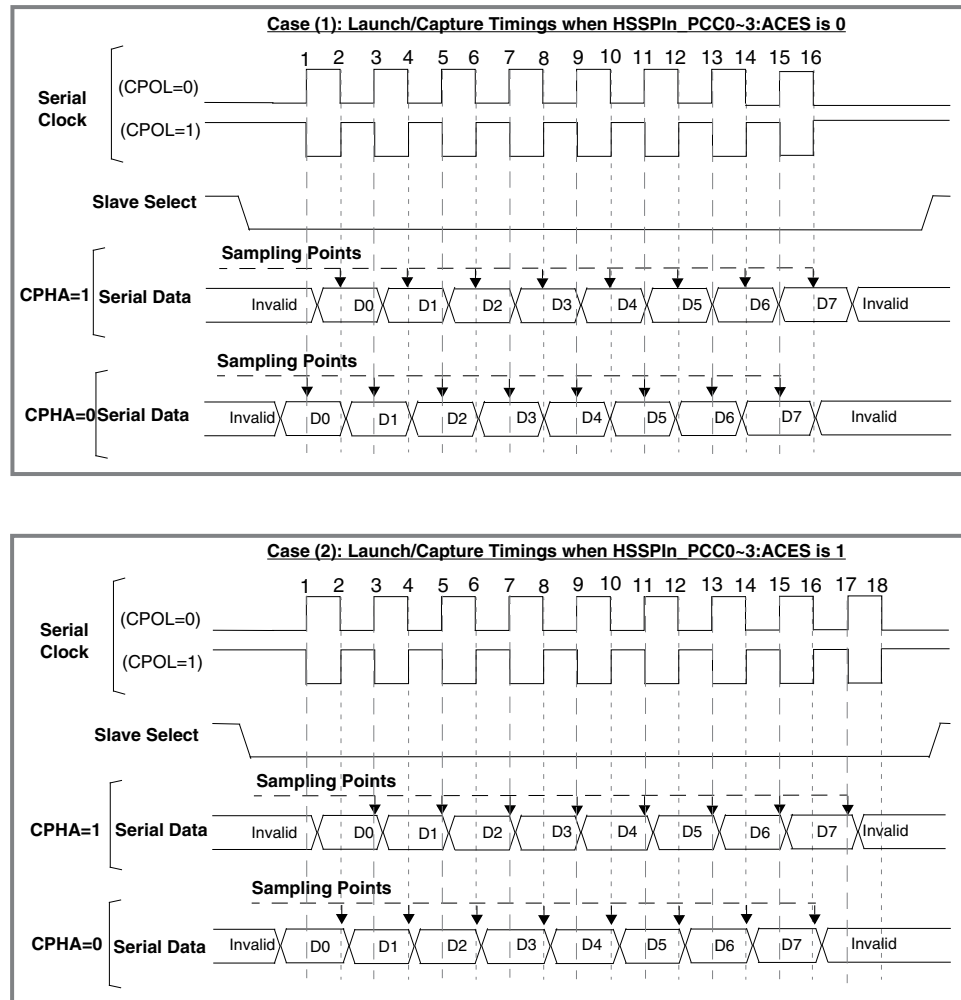 Case (1): Launch/Capture Timings when HSSPIn_PCC0~3:ACES is 0
1 2 3 4 5 6 7 8 9 10 11 12 13 14 15 16
Serial Clock
(CPOL=0)
(CPOL=1)
Slave Select
Sampling Points
CPHA=1 Serial Data Invalid D0 D1 D2 D3 D4 D5 D6 D7 Invalid
Sampling Points
CPHA=0 Serial Data Invalid D0 D1 D2 D3 D4 D5 D6 D7 Invalid
Case (2): Launch/Capture Timings when HSSPIn_PCC0~3:ACES is 1
1 2 3 4 5 6 7 8 9 10 11 12 13 14 15 16 17 18
Serial Clock
(CPOL=0)
(CPOL=1)
Slave Select
Sampling Points
CPHA=1 Serial Data Invalid D0 D1 D2 D3 D4 D5 D6 D7 Invalid
Sampling Points
CPHA=0 Serial Data Invalid D0 D1 D2 D3 D4 D5 D6 D7 Invalid